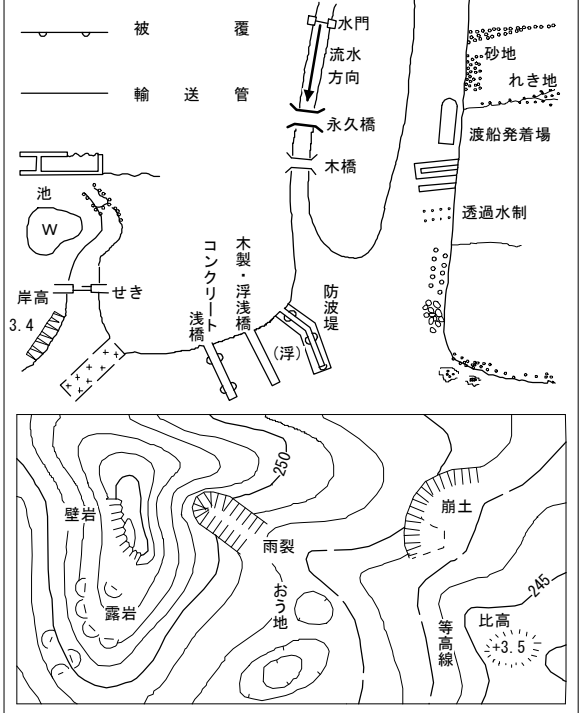 被　覆
輸　送　管
水門
流水
方向
永久橋
木橋
砂地
れき地
渡船発着場
透過水制
池
W
岸高
3.4
せき
コンクリート
浅橋
木製・浮浅橋
(浮)
防波堤
250
壁岩
露岩
雨裂
おう地
崩土
等高線
245
比高
+3.5